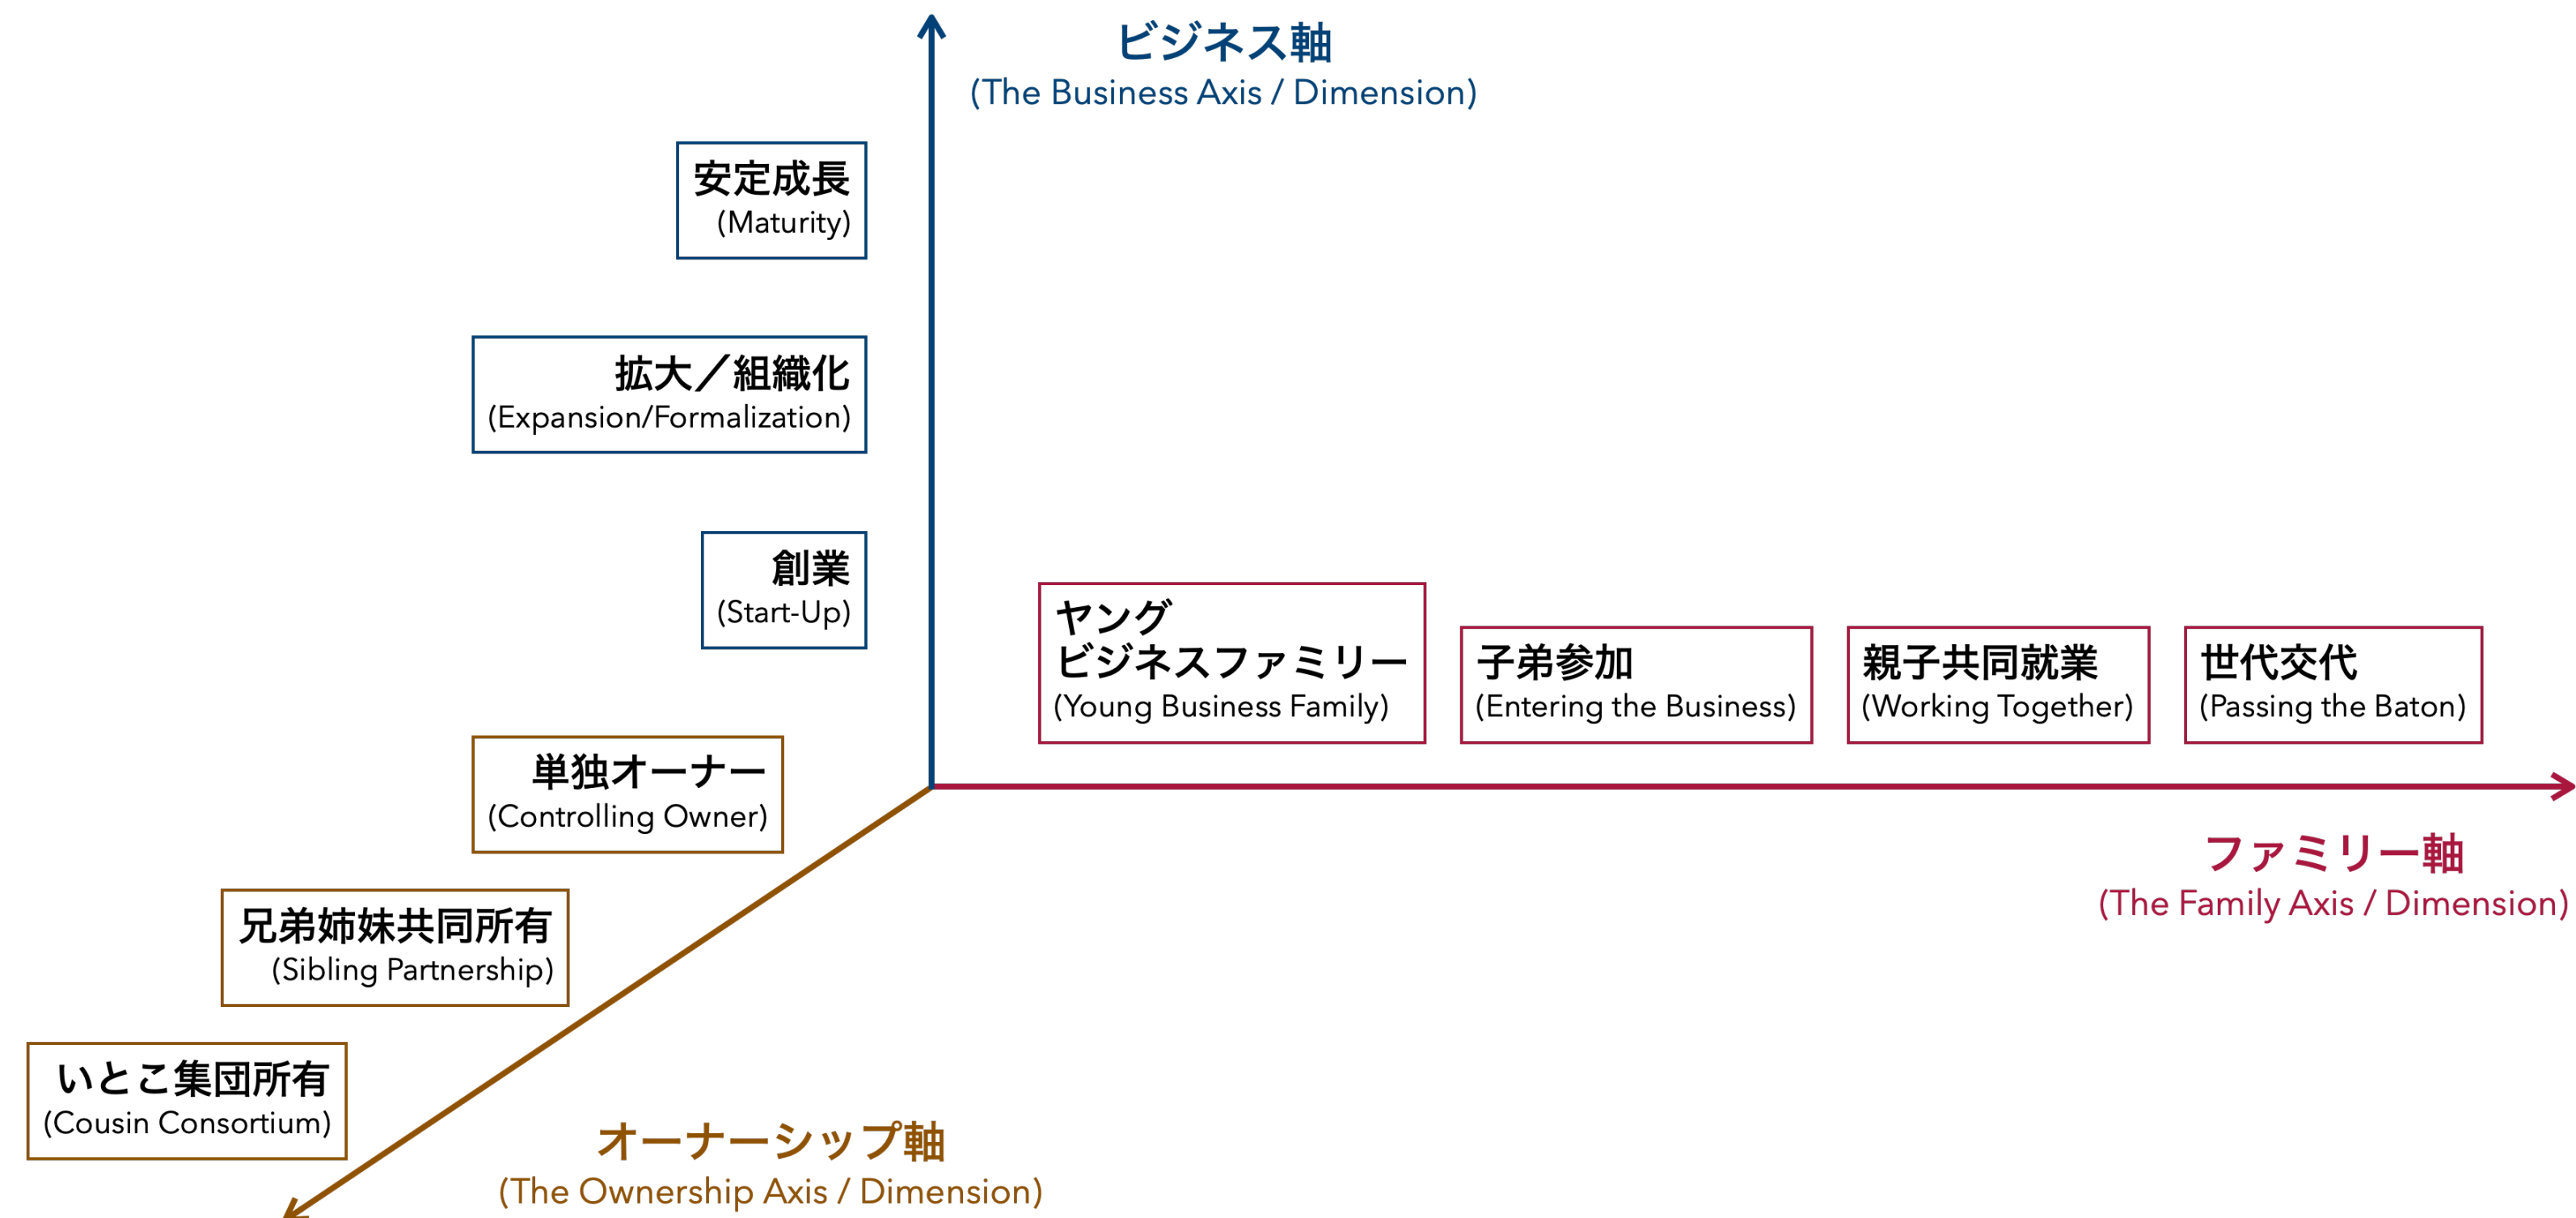 ビジネス軸
(The Business Axis / Dimension)
安定成長
(Maturity)
拡大／組織化
(Expansion/Formalization)
創業
(Start-Up)
ヤング
ビジネスファミリー
(Young Business Family)
子弟参加
(Entering the Business)
親子共同就業
(Working Together)
世代交代
(Passing the Baton)
ファミリー軸
(The Family Axis / Dimension)
単独オーナー
(Controlling Owner)
兄弟姉妹共同所有
(Sibling Partnership)
いとこ集団所有
(Cousin Consortium)
オーナーシップ軸
(The Ownership Axis / Dimension)